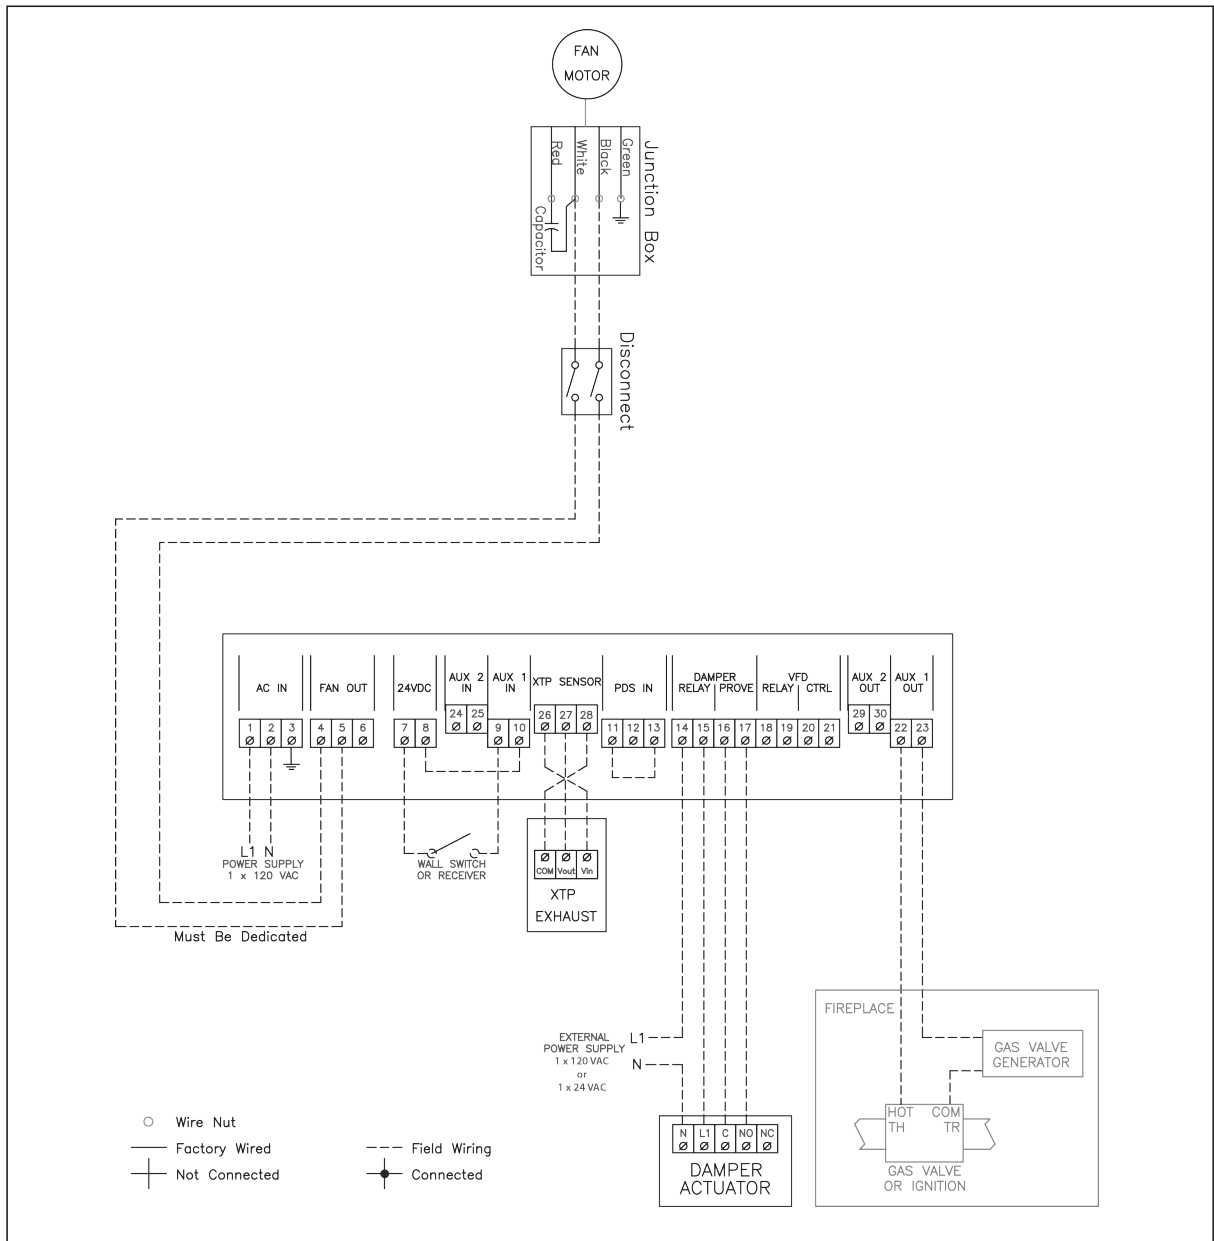 FAN
MOTOR
Red
White
Black
Green
Capacitor
Junction Box
Disconnect
AC IN
FAN OUT
24VDC
AUX 2
IN
AUX 1
IN
XTP SENSOR
PDS IN
DAMPER
RELAY PROVE
VFD
RELAY CTRL
AUX 2
OUT
AUX 1
OUT
24 25
26 27 28
29 30
1 2 3
4 5 6
7 8
9 10
11 12 13
14 15 16 17 18 19 20 21
22 23
L1 N
POWER SUPPLY
1 x 120 VAC
WALL SWITCH
OR RECEIVER
COM Vout Vin
XTP
EXHAUST
Must Be Dedicated
EXTERNAL
POWER SUPPLY
1 x 120 VAC
or
1 x 24 VAC
L1
N
N L1 C NO NC
DAMPER
ACTUATOR
FIREPLACE
GAS VALVE
GENERATOR
HOT COM
TH TR
GAS VALVE
OR IGNITION
Wire Nut
Factory Wired
Not Connected
Field Wiring
Connected